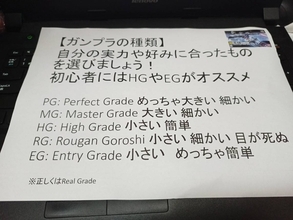 【ガンプラの種類】
自分の実力や好みに合ったもの
を選びましょう！
初心者にはHGやEGがオススメ
PG: Perfect Grade めっちゃ大きい 細かい
MG: Master Grade 大きい 細かい
HG: High Grade 小さい 簡単
RG: Rougan Goroshi 小さい 細かい 目が死ぬ
EG: Entry Grade 小さい　めっちゃ簡単
※正しくはReal Grade